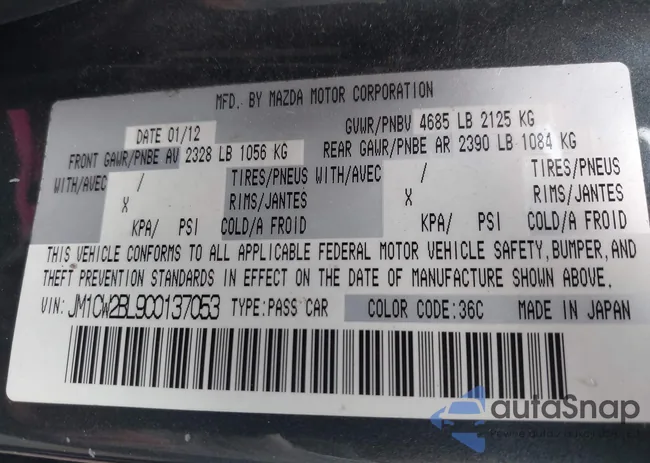 MFD. BY MAZDA MOTOR CORPORATION
DATE 01/12 GVWR/PNBV 4685 LB 2125 KG
FRONT GAWR/PNBE AV 2328 LB 1056 KG REAR GAWR/PNBE AR 2390 LB 1084 KG
WITH/AVEC / TIRES/PNEUS WITH/AVEC / TIRES/PNEUS
X RIMS/JANTES X RIMS/JANTES
KPA/ PSI COLD/A FROID KPA/ PSI COLD/A FROID
THIS VEHICLE CONFORMS TO ALL APPLICABLE FEDERAL MOTOR VEHICLE SAFETY, BUMPER, AND
THEFT PREVENTION STANDARDS IN EFFECT ON THE DATE OF MANUFACTURE SHOWN ABOVE.
VIN: JM1CW2BL9C0137053 TYPE:PASS CAR COLOR CODE:36C MADE IN JAPAN
autoSnap